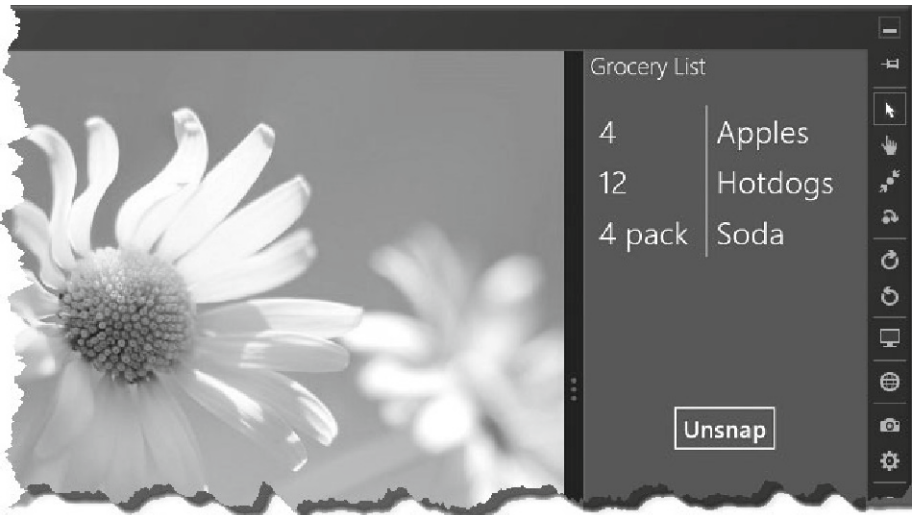 Grocery List
4 Apples
12 Hotdogs
4 pack Soda
Unsnap